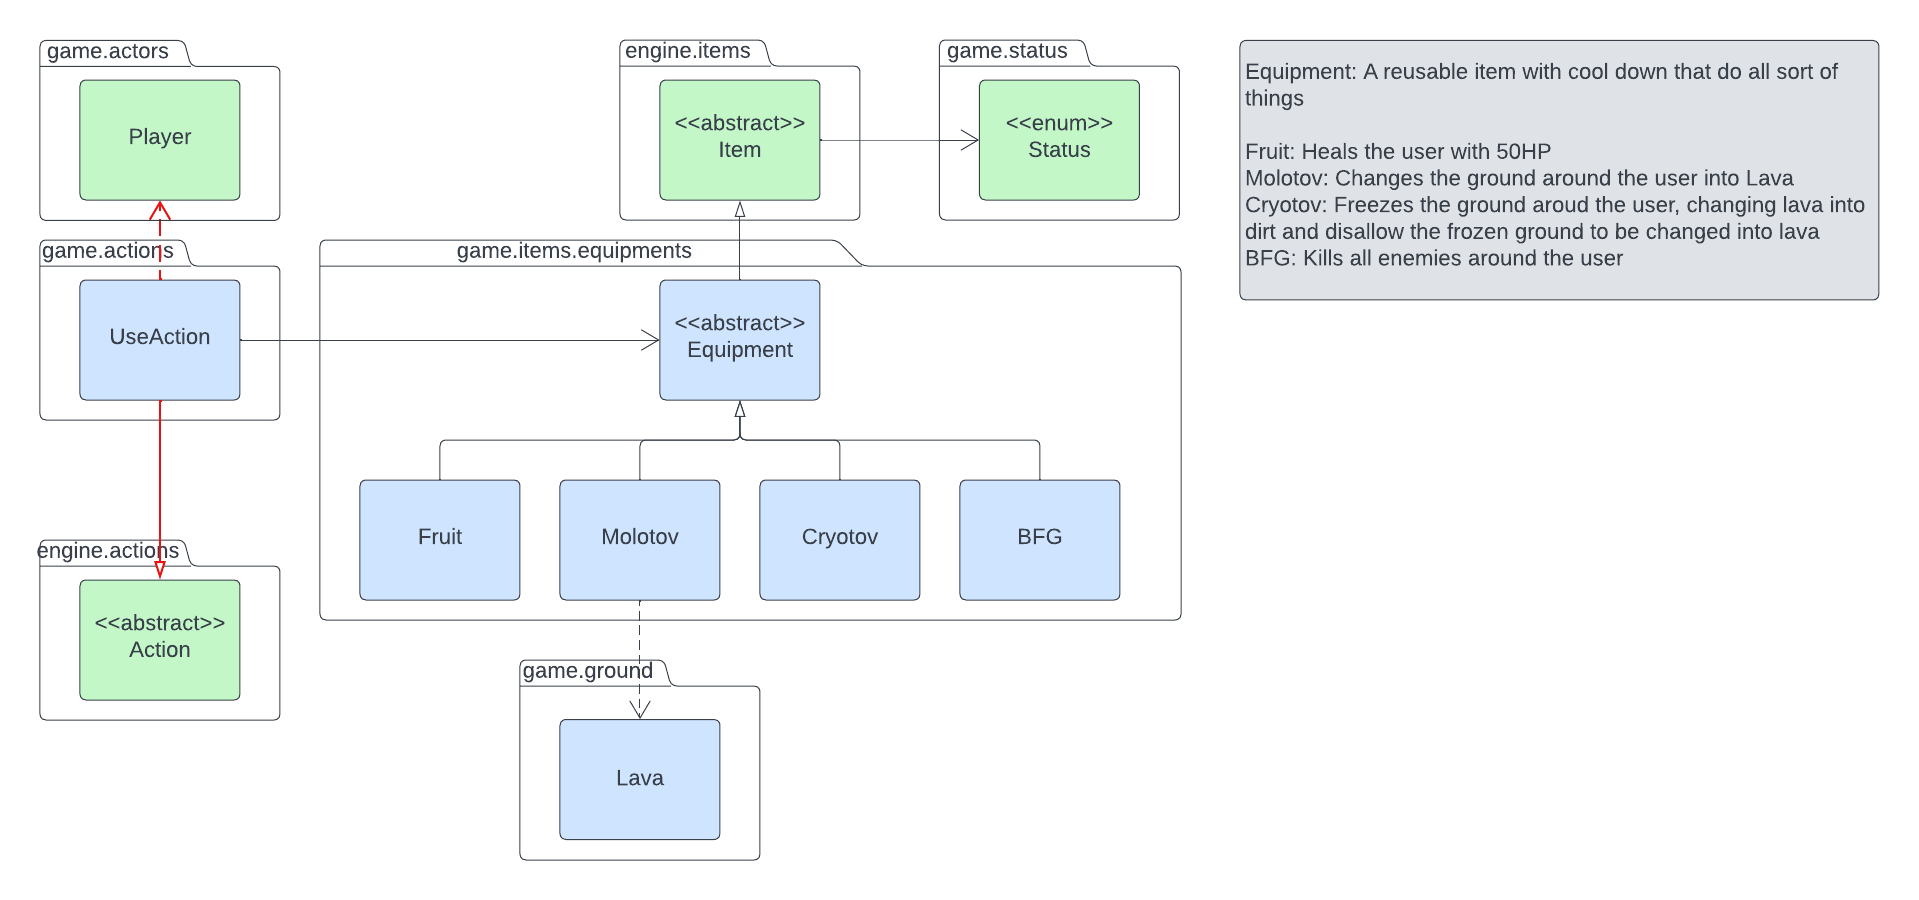 game.actors
Player
engine.items
<<abstract>>
Item
game.status
<<enum>>
Status
Equipment: A reusable item with cool down that do all sort of
things
Fruit: Heals the user with 50HP
Molotov: Changes the ground around the user into Lava
Cryotov: Freezes the ground aroud the user, changing lava into
dirt and disallow the frozen ground to be changed into lava
BFG: Kills all enemies around the user
game.actions
UseAction
game.items.equipments
<<abstract>>
Equipment
Fruit
Molotov
Cryotov
BFG
engine.actions
<<abstract>>
Action
game.ground
Lava